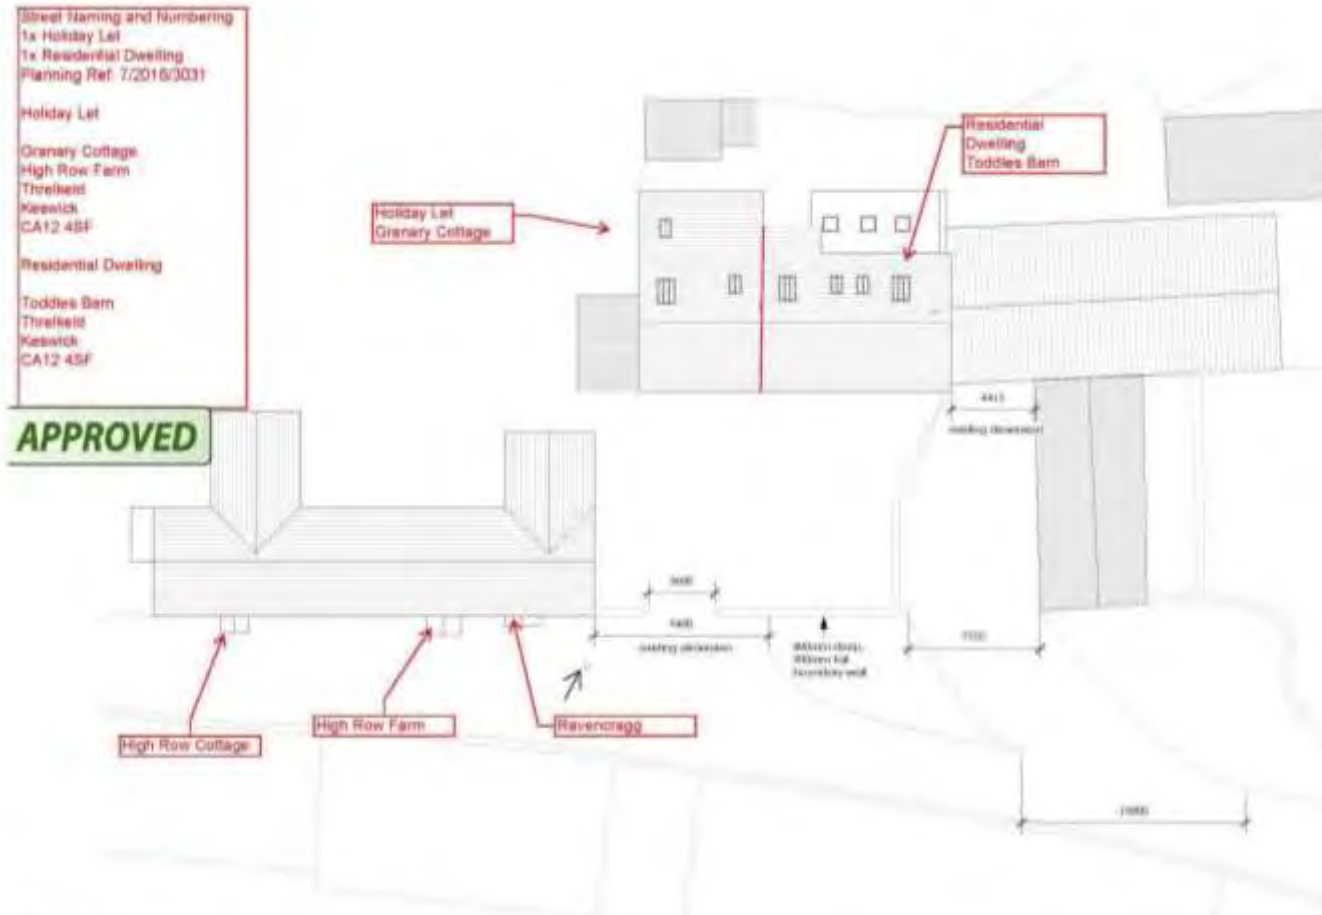 Street Naming and Numbering
1x Holiday Let
1x Residential Dwelling
Planning Ref: 7/2016/3031
Holiday Let
Granary Cottage
High Row Farm
Threlkeld
Keswick
CA12 4SF
Residential Dwelling
Toddles Barn
Threlkeld
Keswick
CA12 4SF
APPROVED
Holiday Let
Granary Cottage
Residential
Dwelling
Toddles Barn
existing dimension
existing dimension
boundary wall
High Row Cottage
High Row Farm
Ravencragg